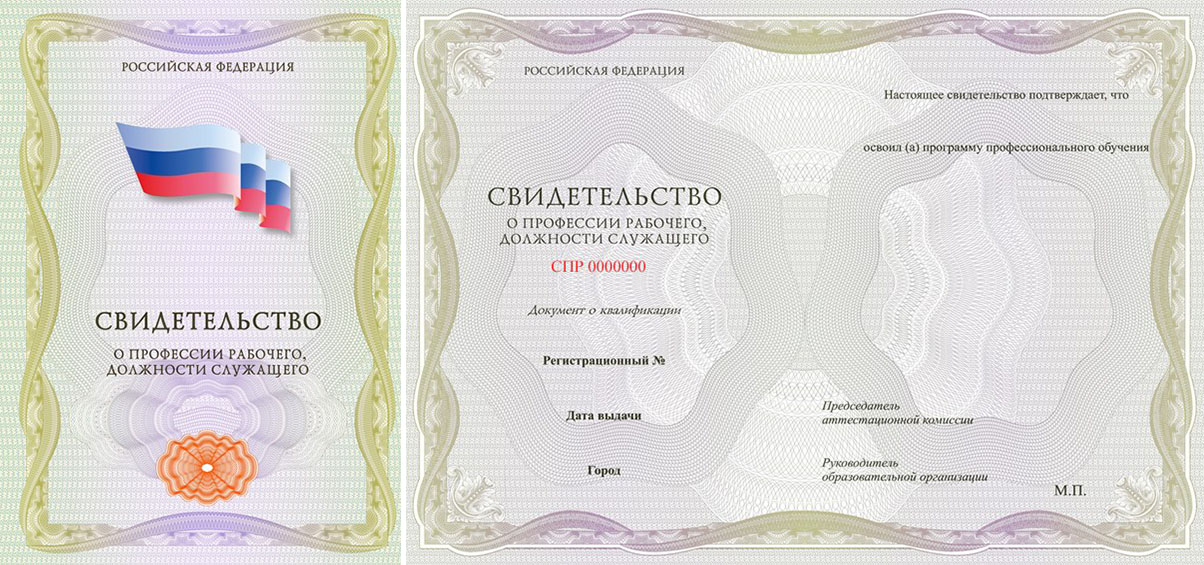 РОССИЙСКАЯ ФЕДЕРАЦИЯ
СВИДЕТЕЛЬСТВО
О ПРОФЕССИИ РАБОЧЕГО,
ДОЛЖНОСТИ СЛУЖАЩЕГО
РОССИЙСКАЯ ФЕДЕРАЦИЯ
СВИДЕТЕЛЬСТВО
О ПРОФЕССИИ РАБОЧЕГО,
ДОЛЖНОСТИ СЛУЖАЩЕГО
СПР 0000000
Документ о квалификации
Регистрационный №
Дата выдачи
Город
Настоящее свидетельство подтверждает, что
освоил (а) программу профессионального обучения
Председатель
аттестационной комиссии
Руководитель
образовательной организации
М.П.